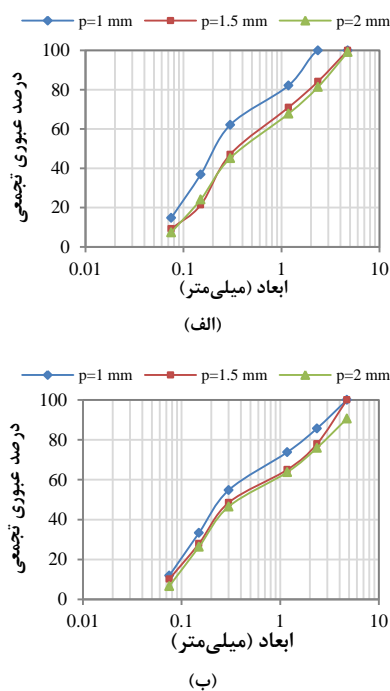 p=1 mm p=1.5 mm p=2 mm
100
80
60
40
20
0
درصد عبوری تجمعی
0.01 0.1 1 10
ابعاد (میلی‌متر)
(الف)
p=1 mm p=1.5 mm p=2 mm
100
80
60
40
20
0
درصد عبوری تجمعی
0.01 0.1 1 10
ابعاد (میلی‌متر)
(ب)